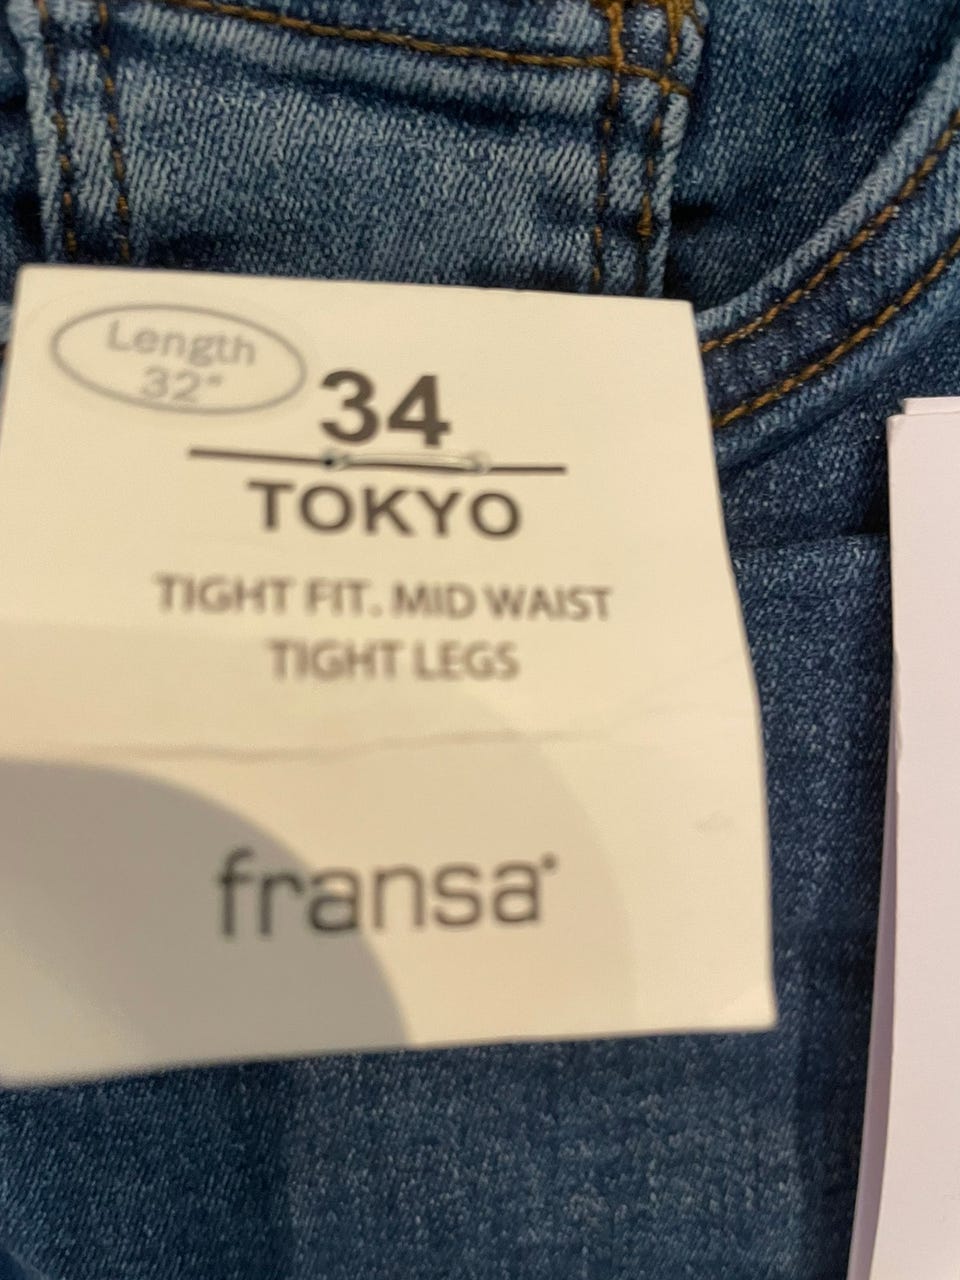 Length
32"
34
TOKYO
TIGHT FIT. MID WAIST
TIGHT LEGS
fransa